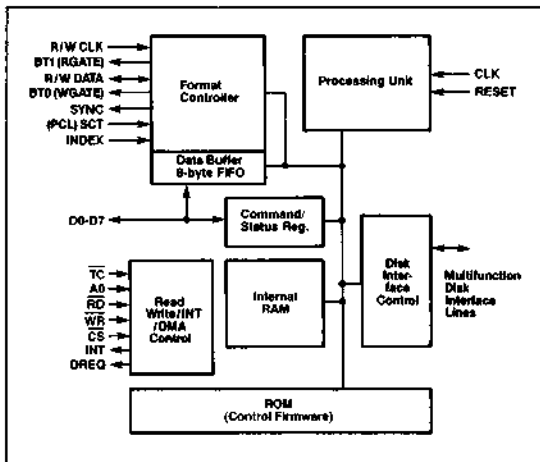 R/W CLK
BT1 (RGATE)
R/W DATA
BT0 (WGATE)
SYNC
(PCL) SCT
INDEX
Format
Controller
Data Buffer
8-byte FIFO
Processing Unit
CLK
RESET
D0-D7
Command/
Status Reg.
TC
A0
RD
WR
CS
INT
DREQ
Read
Write/INT
/DMA
Control
Internal
RAM
Disk
Inter-
face
Control
Multifunction
Disk
Interface
Lines
ROM
(Control Firmware)